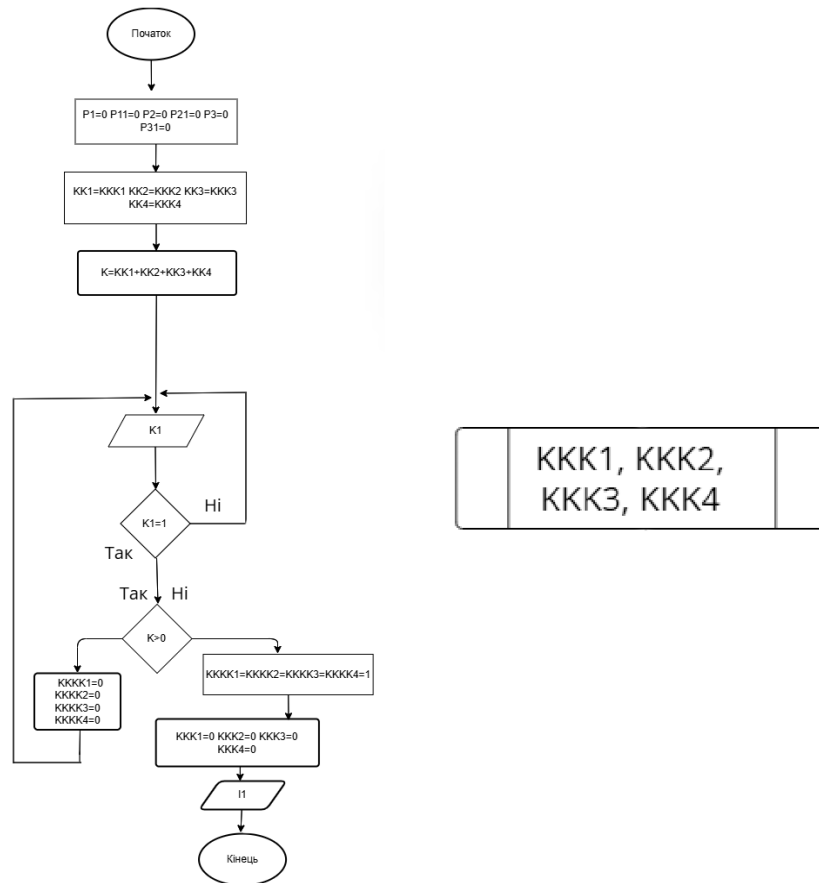 Початок
P1=0 P11=0 P2=0 P21=0 P3=0
P31=0
KK1=KKK1 KK2=KKK2 KK3=KKK3
KK4=KKK4
K=KK1+KK2+KK3+KK4
K1
K1=1
Ні
Так
Так Ні
K>0
KKKK1=0
KKKK2=0
KKKK3=0
KKKK4=0
KKKK1=KKKK2=KKKK3=KKKK4=1
KKK1=0 KKK2=0 KKK3=0
KKK4=0
I1
Кінець
KKK1, KKK2,
KKK3, KKK4